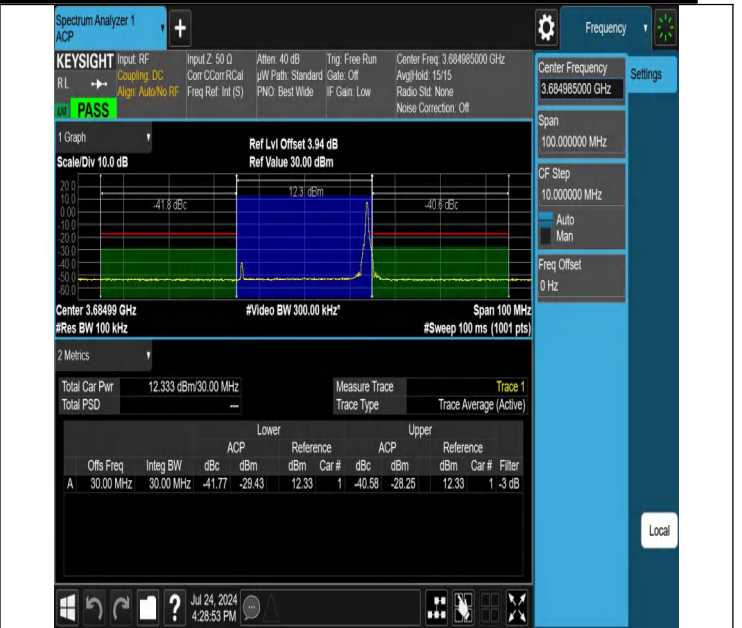 Spectrum Analyzer 1
ACP
+
Frequency
KEYSIGHT Input: RF Input Z: 50 Ω Atten: 40 dB Trig: Free Run Center Freq: 3.684985000 GHz
RL Coupling: DC Corr CCorr RCal µW Path: Standard Gate: Off Avg|Hold: 15/15
Align: Auto/No RF Freq Ref: Int (S) PNO: Best Wide IF Gain: Low Radio Std: None
Noise Correction: Off
LXI PASS
Center Frequency
3.684985000 GHz
Settings
Span
100.000000 MHz
CF Step
10.000000 MHz
Auto
Man
Freq Offset
0 Hz
1 Graph
Ref Lvl Offset 3.94 dB
Scale/Div 10.0 dB Ref Value 30.00 dBm
20.0
10.0
0.00
-10.0
-20.0
-30.0
-40.0
-50.0
-60.0
-41.8 dBc 12.3 dBm -40.6 dBc
Center 3.68499 GHz #Video BW 300.00 kHz* Span 100 MHz
#Res BW 100 kHz #Sweep 100 ms (1001 pts)
2 Metrics
Total Car Pwr 12.333 dBm/30.00 MHz Measure Trace Trace 1
Total PSD --- Trace Type Trace Average (Active)
Lower Upper
ACP Reference ACP Reference
Offs Freq Integ BW dBc dBm dBm Car # dBc dBm dBm Car # Filter
A 30.00 MHz 30.00 MHz -41.77 -29.43 12.33 1 -40.58 -28.25 12.33 1 -3 dB
Local
? Jul 24, 2024
4:28:53 PM